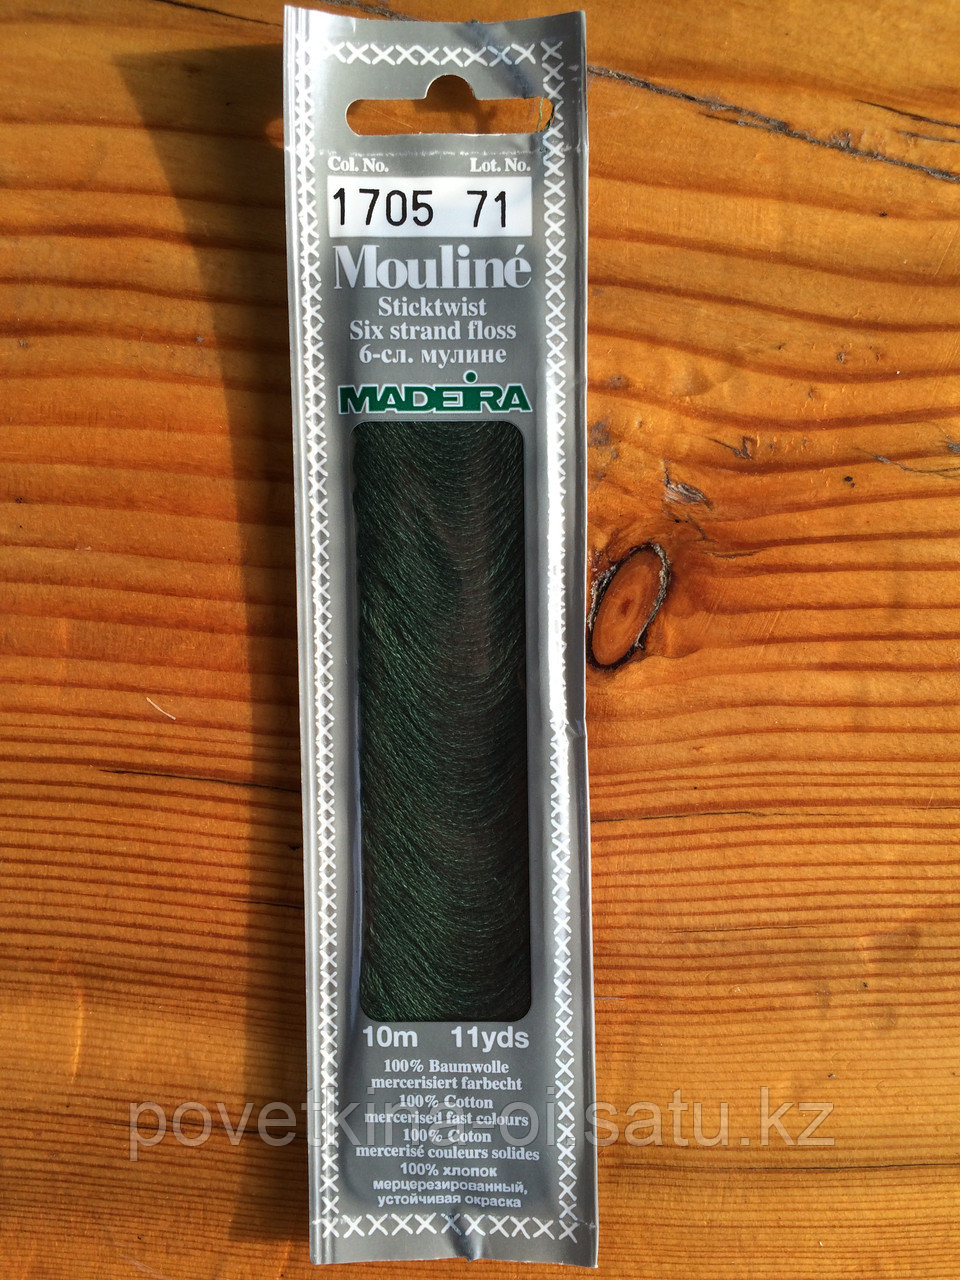 Col. No. Lot. No.
1705 71
Mouliné
Sticktwist
Six strand floss
6-сл. мулине
MADEIRA
10m 11yds
100% Baumwolle
mercerisiert farbecht
100% Cotton
mercerised fast colours
100% Coton
mercerisé couleurs solides
100% хлопок
мерцерезированный,
устойчивая окраска
povetkina-oi.satu.kz